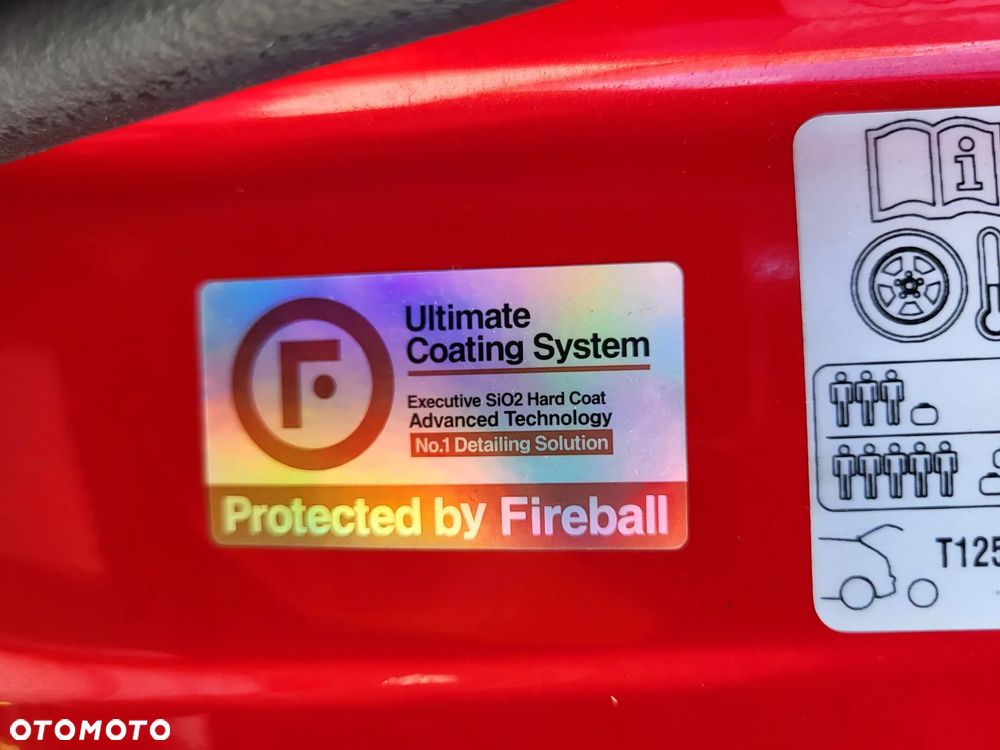 Ultimate
Coating System
Executive SiO2 Hard Coat
Advanced Technology
No.1 Detailing Solution
Protected by Fireball
i
T125
OTOMOTO